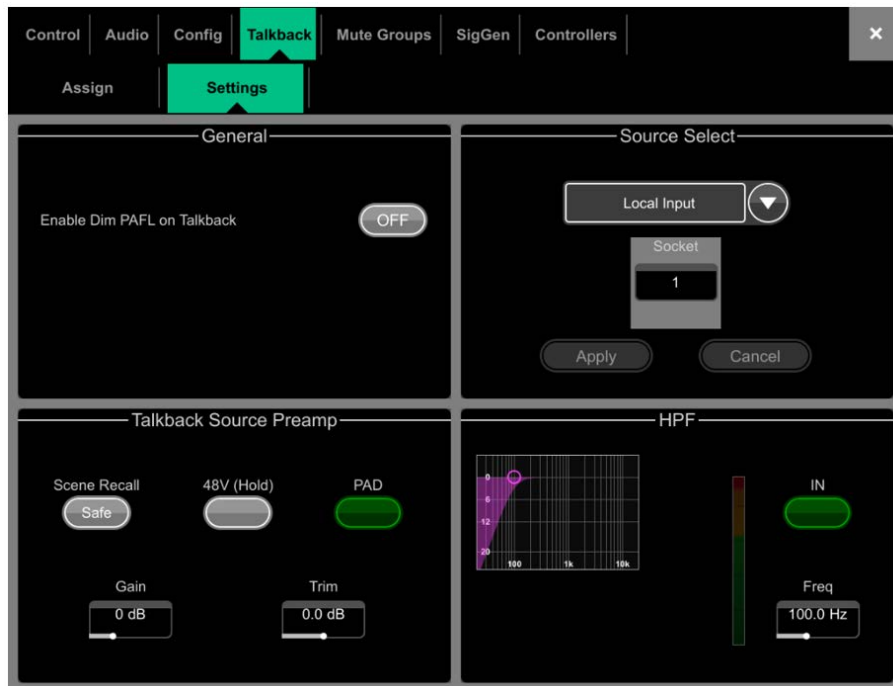 Control Audio Config Talkback Mute Groups SigGen Controllers ×
Assign Settings
General
Enable Dim PAFL on Talkback OFF
Source Select
Local Input
Socket
1
Apply Cancel
Talkback Source Preamp
Scene Recall 48V (Hold) PAD
Safe
Gain Trim
0 dB 0.0 dB
HPF
0
6
-12
-20
100 1k 10k
IN
Freq
100.0 Hz